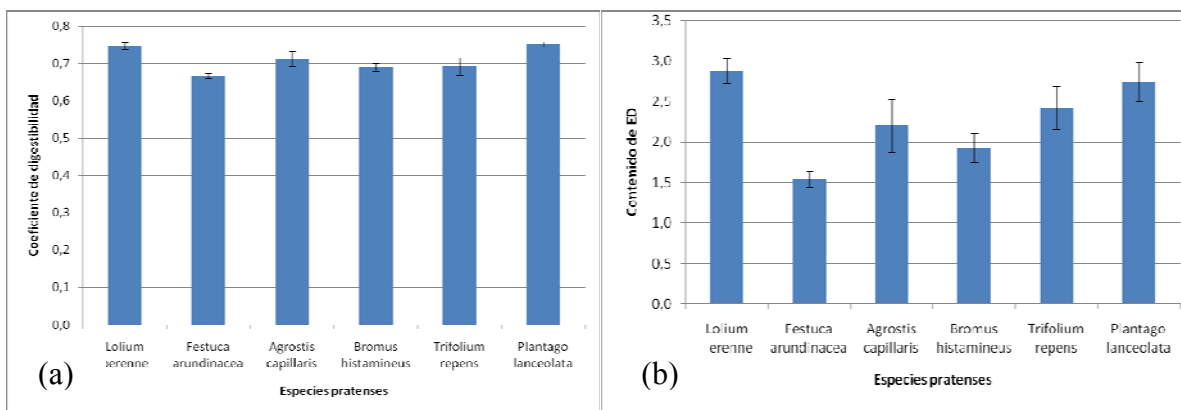 Coeficiente de digestibilidad
0,8
0,7
0,6
0,5
0,4
0,3
0,2
0,1
0,0
Lolium erenne
Festuca arundinacea
Agrostis capillaris
Bromus histamineus
Trifolium repens
Plantago lanceolata
Especies pratenses
(a)
Contenido de ED
3,5
3,0
2,5
2,0
1,5
1,0
0,5
0,0
Lolium erenne
Festuca arundinacea
Agrostis capillaris
Bromus histamineus
Trifolium repens
Plantago lanceolata
Especies pratenses
(b)